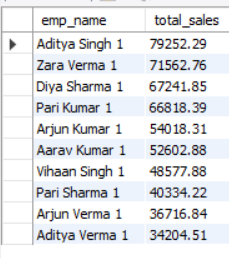 emp_name total_sales
Aditya Singh 1 79252.29
Zara Verma 1 71562.76
Diya Sharma 1 67241.85
Pari Kumar 1 66818.39
Arjun Kumar 1 54018.31
Aarav Kumar 1 52602.88
Vihaan Singh 1 48577.88
Pari Sharma 1 40334.22
Arjun Verma 1 36716.84
Aditya Verma 1 34204.51